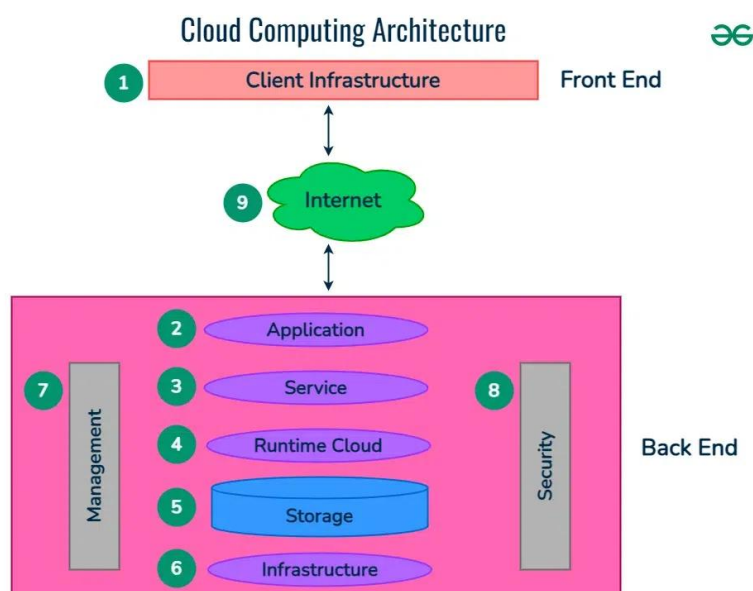 Cloud Computing Architecture
1
Client Infrastructure
Front End
9
Internet
2
Application
3
Service
4
Runtime Cloud
5
Storage
6
Infrastructure
7
Management
8
Security
Back End